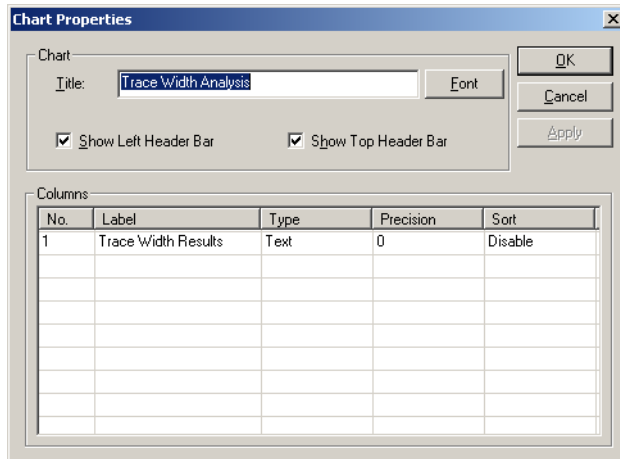 Chart Properties
Chart
Title: Trace Width Analysis Font
Show Left Header Bar Show Top Header Bar
OK
Cancel
Apply
Columns
No. Label Type Precision Sort
1 Trace Width Results Text 0 Disable